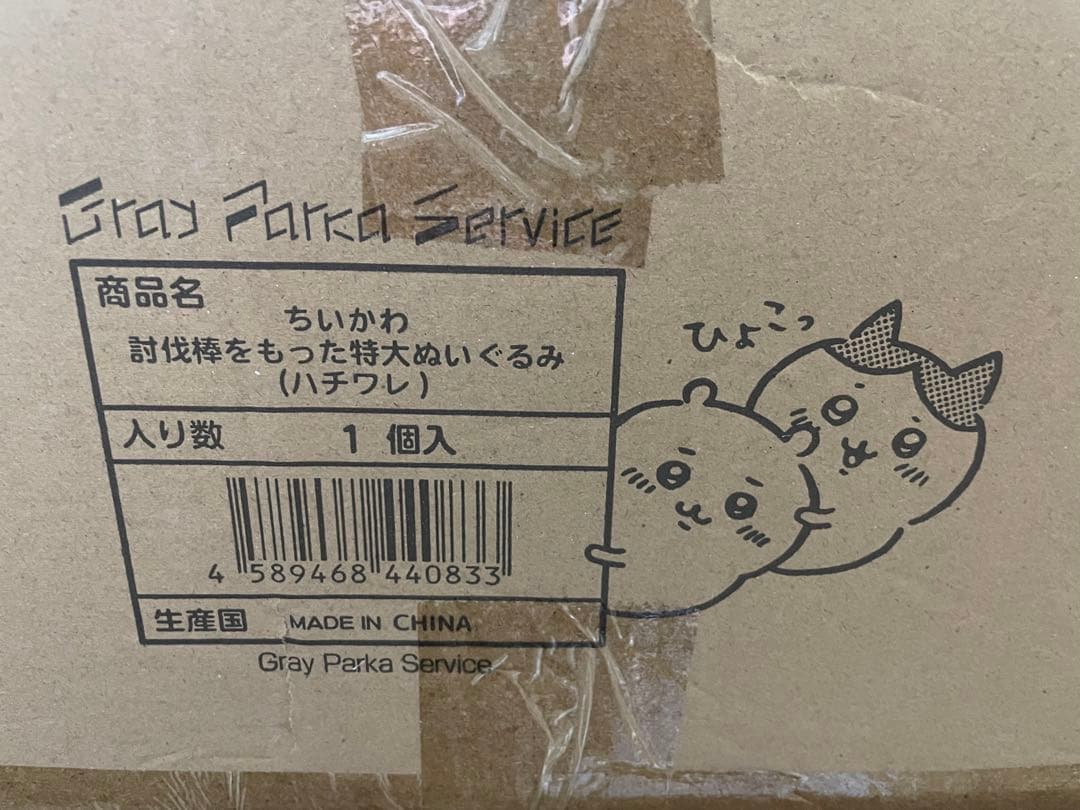 Gray Parka Service
商品名
ちいかわ
討伐棒をもった特大ぬいぐるみ
(ハチワレ)
入り数 1 個入
4 589468 440833
生産国 MADE IN CHINA
Gray Parka Service
ひょこっ